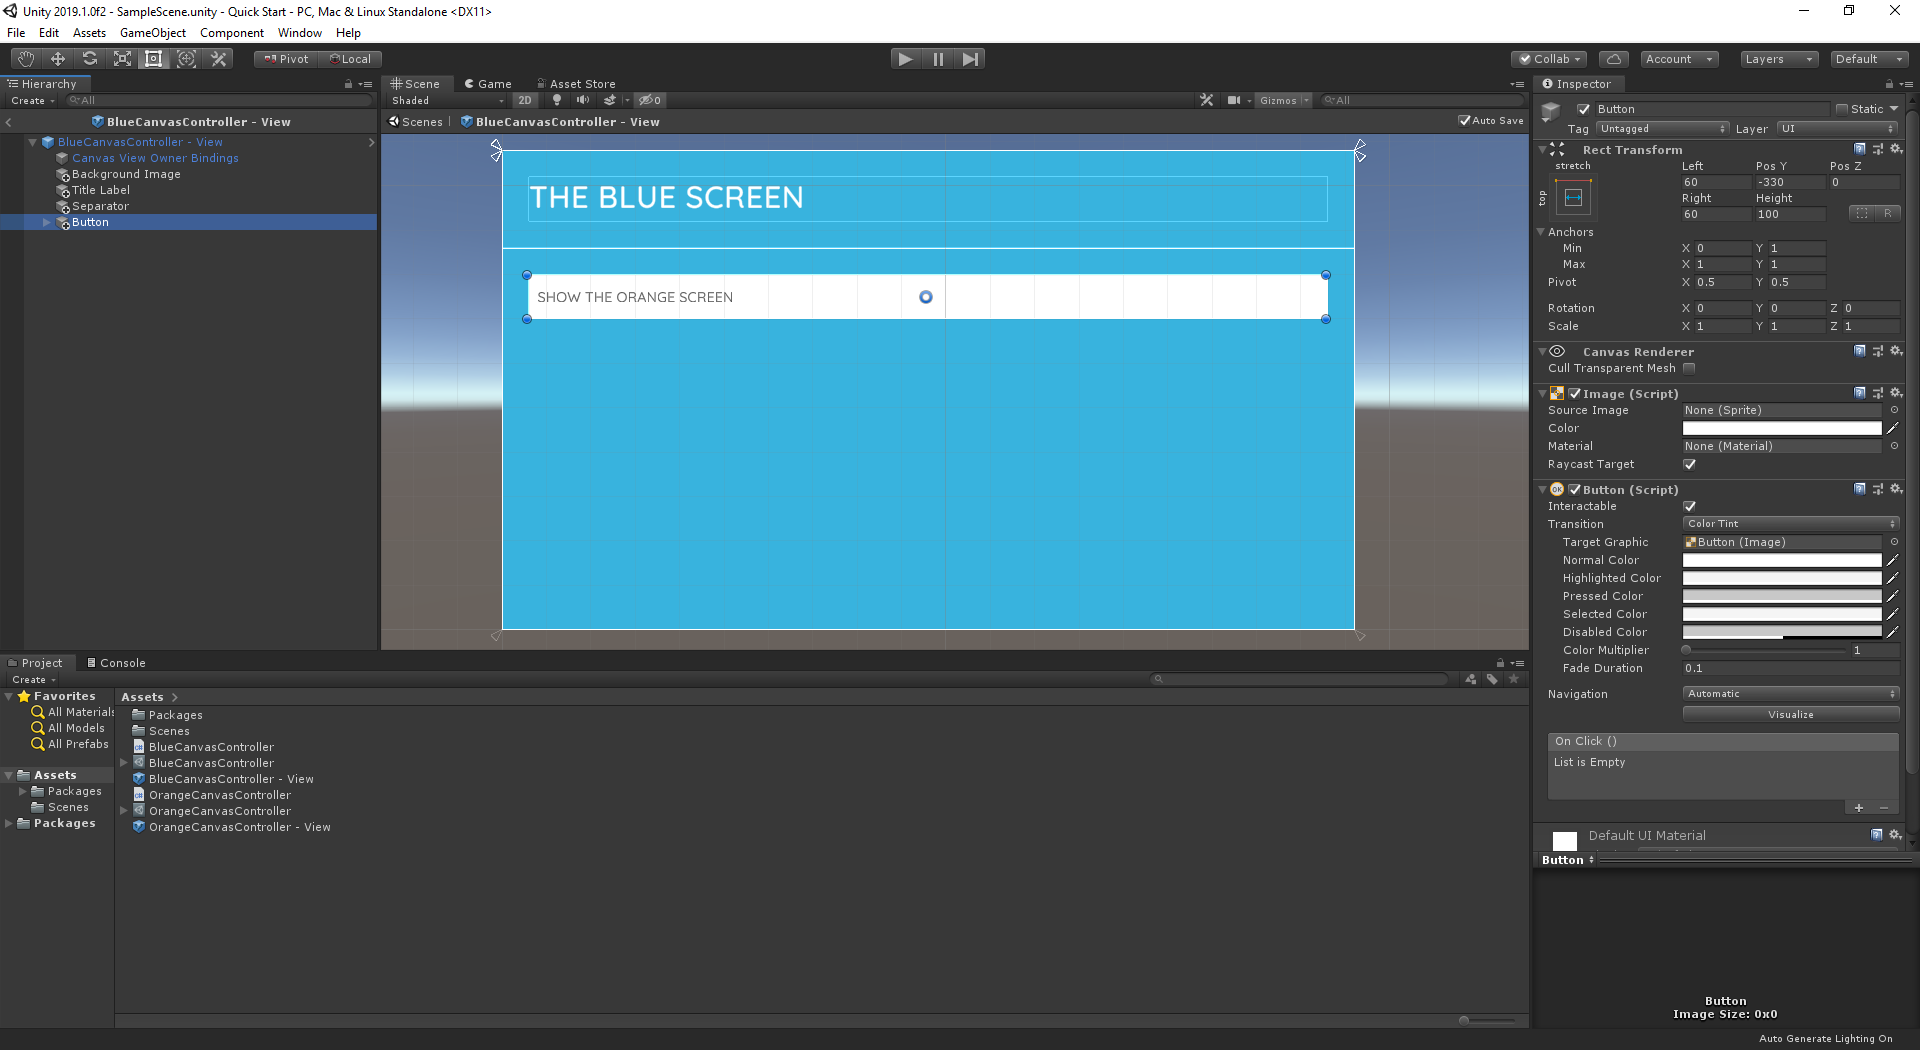 Unity 2019.1.0f2 - SampleScene.unity - Quick Start - PC, Mac & Linux Standalone <DX11>
File Edit Assets GameObject Component Window Help
Pivot Local
Collab Account Layers Default
Hierarchy
Create All
BlueCanvasController - View
BlueCanvasController - View
Canvas View Owner Bindings
Background Image
Title Label
Separator
Button
Scene Game Asset Store
Shaded 2D 0 Gizmos All
Scenes BlueCanvasController - View Auto Save
THE BLUE SCREEN
SHOW THE ORANGE SCREEN
Inspector
Button Static
Tag Untagged Layer UI
Rect Transform
stretch Left Pos Y Pos Z
top 60 -330 0
Right Height
60 100 R
Anchors
Min X 0 Y 1
Max X 1 Y 1
Pivot X 0.5 Y 0.5
Rotation X 0 Y 0 Z 0
Scale X 1 Y 1 Z 1
Canvas Renderer
Cull Transparent Mesh
Image (Script)
Source Image None (Sprite)
Color
Material None (Material)
Raycast Target
OK Button (Script)
Interactable
Transition Color Tint
Target Graphic Button (Image)
Normal Color
Highlighted Color
Pressed Color
Selected Color
Disabled Color
Color Multiplier 1
Fade Duration 0.1
Navigation Automatic
Visualize
On Click ()
List is Empty
+ −
Default UI Material
Button
Button
Image Size: 0x0
Project Console
Create
Favorites
All Materials
All Models
All Prefabs
Assets
Packages
Scenes
Packages
Assets
Packages
Scenes
BlueCanvasController
BlueCanvasController
BlueCanvasController - View
OrangeCanvasController
OrangeCanvasController
OrangeCanvasController - View
Auto Generate Lighting On